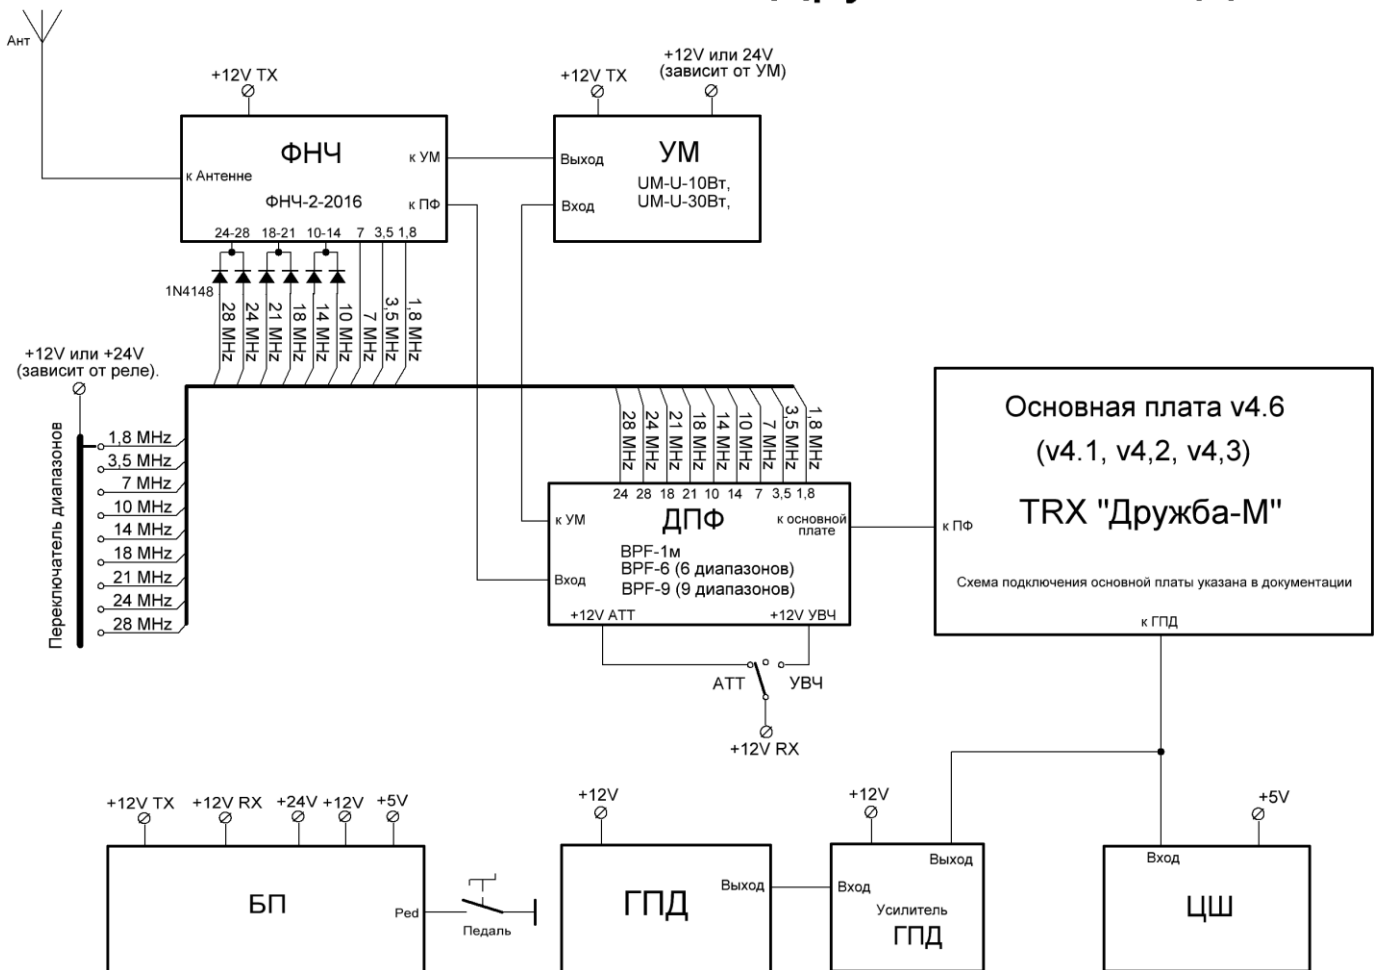 Ант
+12V TX
+12V TX
+12V или 24V
(зависит от УМ)
ФНЧ
к УМ
к Антенне
ФНЧ-2-2016
к ПФ
24-28 18-21 10-14 7 3,5 1,8
Выход
УМ
UM-U-10Вт,
Вход
UM-U-30Вт,
1N4148
28 MHz
24 MHz
21 MHz
18 MHz
14 MHz
10 MHz
7 MHz
3,5 MHz
1,8 MHz
+12V или +24V
(зависит от реле).
Переключатель диапазонов
1,8 MHz
3,5 MHz
7 MHz
10 MHz
14 MHz
18 MHz
21 MHz
24 MHz
28 MHz
28 MHz
24 MHz
21 MHz
18 MHz
14 MHz
10 MHz
7 MHz
3,5 MHz
1,8 MHz
24 28 18 21 10 14 7 3,5 1,8
к УМ
ДПФ
к основной
плате
BPF-1м
BPF-6 (6 диапазонов)
Вход
BPF-9 (9 диапазонов)
+12V АТТ
+12V УВЧ
АТТ
УВЧ
+12V RX
Основная плата v4.6
(v4.1, v4,2, v4,3)
TRX "Дружба-М"
к ПФ
Схема подключения основной платы указана в документации
к ГПД
+12V TX
+12V RX
+24V
+12V
+5V
БП
Ped
Педаль
+12V
ГПД
Выход
+12V
Выход
Вход
Усилитель
ГПД
+5V
Вход
ЦШ